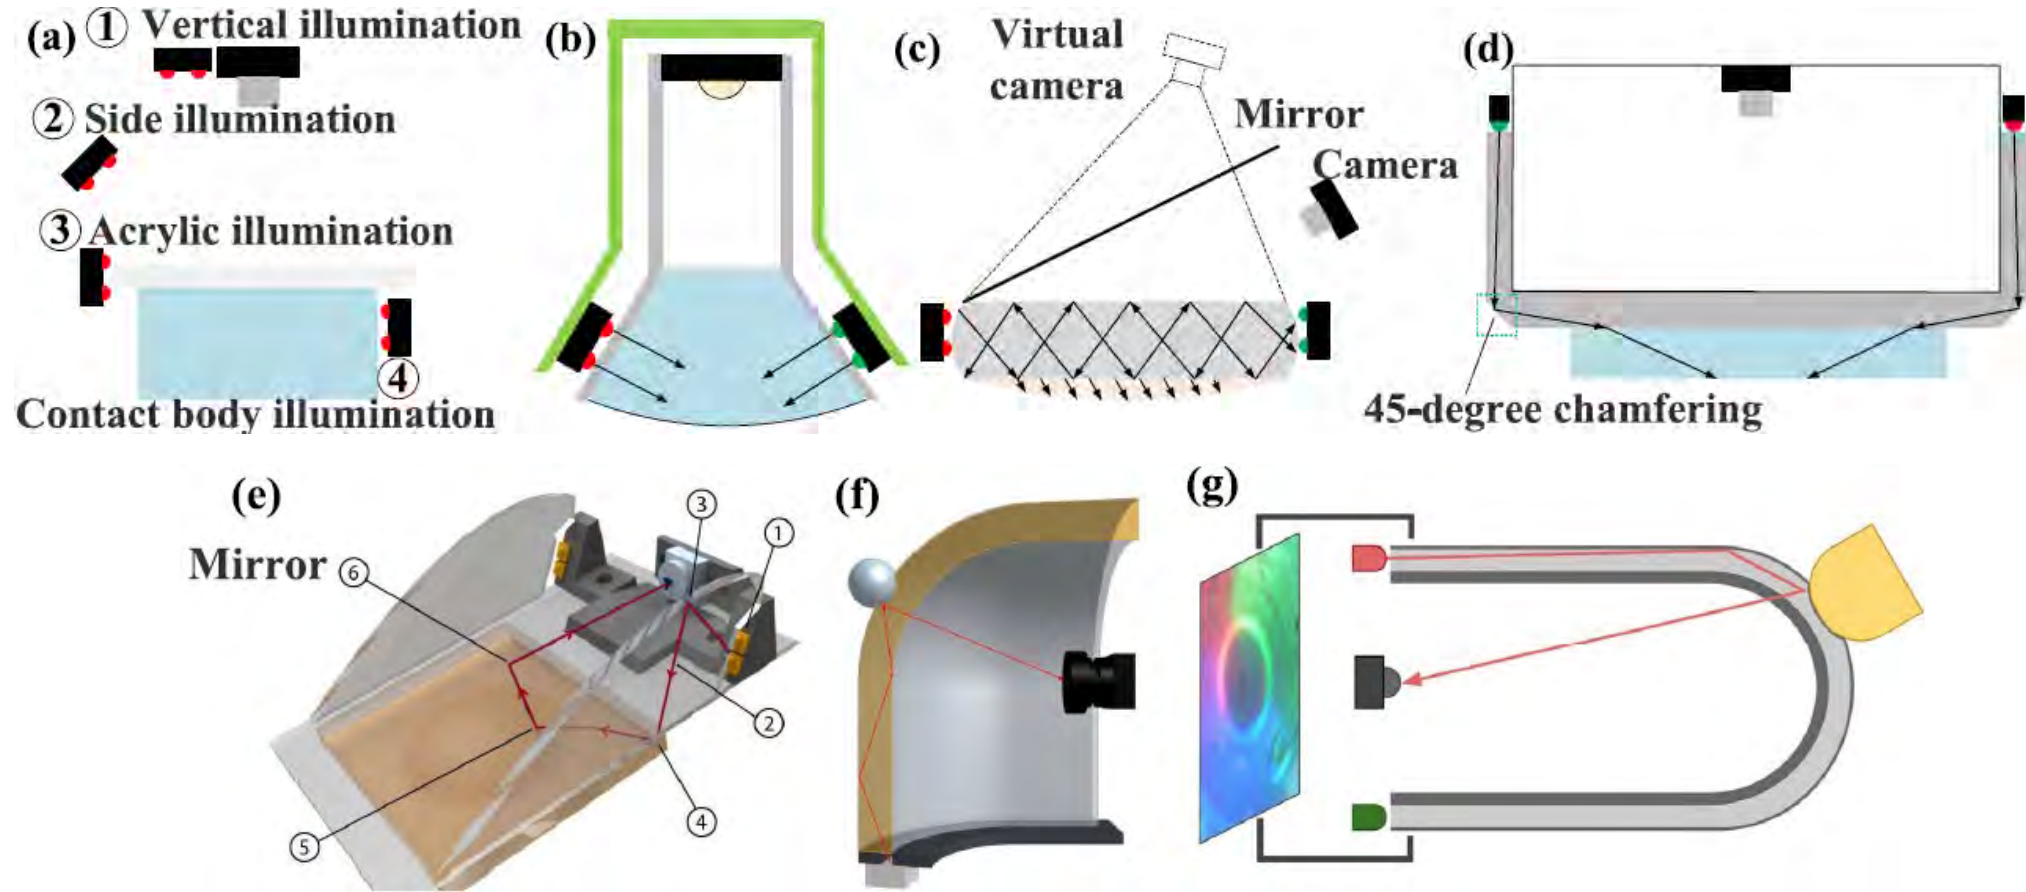 (a) ① Vertical illumination
② Side illumination
③ Acrylic illumination
④
Contact body illumination
(b)
(c) Virtual
camera
Mirror
Camera
(d)
45-degree chamfering
(e)
③
①
Mirror ⑥
②
④
⑤
(f)
(g)